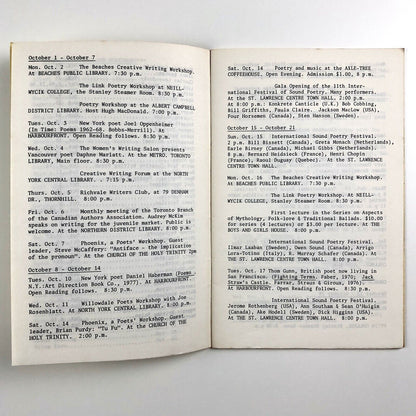 October 1 - October 7
Mon. Oct. 2 The Beaches Creative Writing Workshop.
At BEACHES PUBLIC LIBRARY. 7:30 p.m.
The Link Poetry Workshop at NEILL-
WYCIK COLLEGE, the Stanley Steamer Room. 8:30 p.m.
Poetry Workshop at the ALBERT CAMPBELL
DISTRICT LIBRARY. Host Hugh MacDonald. 7:00 p.m.
Tues. Oct. 3 New York poet Joel Oppenheimer
(In Time: Poems 1962-68. Bobbs-Merrill). At
HARBOURFRONT. Open Reading follows. 8:30 p.m.
Wed. Oct. 4 The Women's Writing Salon presents
Vancouver poet Daphne Marlatt. At the METRO. TORONTO
LIBRARY, Main floor. 8:30 p.m.
Creative Writing Forum at the NORTH
YORK CENTRAL LIBRARY. 7:15 p.m.
Thurs. Oct. 5 Richvale Writers Club, at 79 DENHAM
DR., THORNHILL. 8:00 p.m.
Fri. Oct. 6 Monthly meeting of the Toronto Branch
of the Canadian Authors Association. Audrey McKim
speaks on writing for the juvenile market. Public is
welcome. At the NORTHERN DISTRICT LIBRARY. 8:00 p.m.
Sat. Oct. 7 Phoenix, a Poets' Workshop. Guest
leader, Steve McCaffery: "Antiface - the implication
of the pronoun". At the CHURCH OF THE HOLY TRINITY 2pm
October 8 - October 14
Tues. Oct. 10 New York poet Daniel Haberman (Poems.
N.Y:Art Direction Book Co., 1977). At HARBOURFRONT.
Open Reading follows. 8:30 p.m.
Wed. Oct. 11 Willowdale Poets' Workshop with Joe
Rosenblatt. At NORTH YORK CENTRAL LIBRARY. 8:00 p.m.
Sat. Oct. 14 Phoenix, a Poets' Workshop. Guest
leader, Brian Purdy: "Tu Fu". At the CHURCH OF THE
HOLY TRINITY. 2:00 p.m.
Sat. Oct. 14 Poetry and music at the AXLE-TREE
COFFEEHOUSE, Open Evening. Admission $1.00, 8 p.m.
Gala Opening of the 11th Inter-
national Festival of Sound Poetry. Many performers.
At the ST. LAWRENCE CENTRE TOWN HALL. 2:00 p.m.
At 8:00 p.m.: Konkrete Canticle (U.K.) Bob Cobbing,
Bill Griffiths, Paula Claire. Jackson MacLow (USA),
Four Horsemen (Canada), Sten Hanson (Sweden).
October 15 - October 21
Sun. Oct. 15 International Sound Poetry Festival.
2 p.m. Bill Bissett (Canada), Greta Monach (Netherlands),
Earle Birney (Canada), Michael Gibbs (Netherlands).
8 p.m. Bernard Heidsieck (France), Henri Chopin
(France), Raoul Duguay (Quebec). At the ST. LAWRENCE
CENTRE TOWN HALL.
Mon. Oct. 16 The Beaches Creative Writing Workshop.
At BEACHES PUBLIC LIBRARY. 7:30 p.m.
The Link Poetry Workshop, at NEILL-
WYCIK COLLEGE, Stanley Steamer Room. 8:30 p.m.
First lecture in the Series on Aspects
of Mythology, Folk-lore & Traditional Ballads. $10.00
for series (4 lectures) or $3.00 per lecture. At THE
BOYS AND GIRLS HOUSE. 8:00 p.m.
International Sound Poetry Festival.
Ilmar Laaban (Sweden), Sean O'Huigan (Canada), Arrigo
Lora-Totino (Italy), R. Murray Schafer (Canada). At
ST. LAWRENCE CENTRE TOWN HALL. 8:00 p.m.
Tues. Oct. 17 Thom Gunn, British poet now living in
San Francisco. (Fighting Terms. Faber, 1970; Jack
Straw's Castle. Farrar, Straus & Giroux, 1976).
At HARBOURFRONT. Open Reading follows. 8:30 p.m.
International Sound Poetry Festival.
Jerome Rothenberg (USA), Ann Southam & Sean O'Huigin
(Canada), Ake Hodell (Sweden), Dick Higgins (USA).
At THE ST. LAWRENCE CENTRE TOWN HALL. 8:00 p.m.